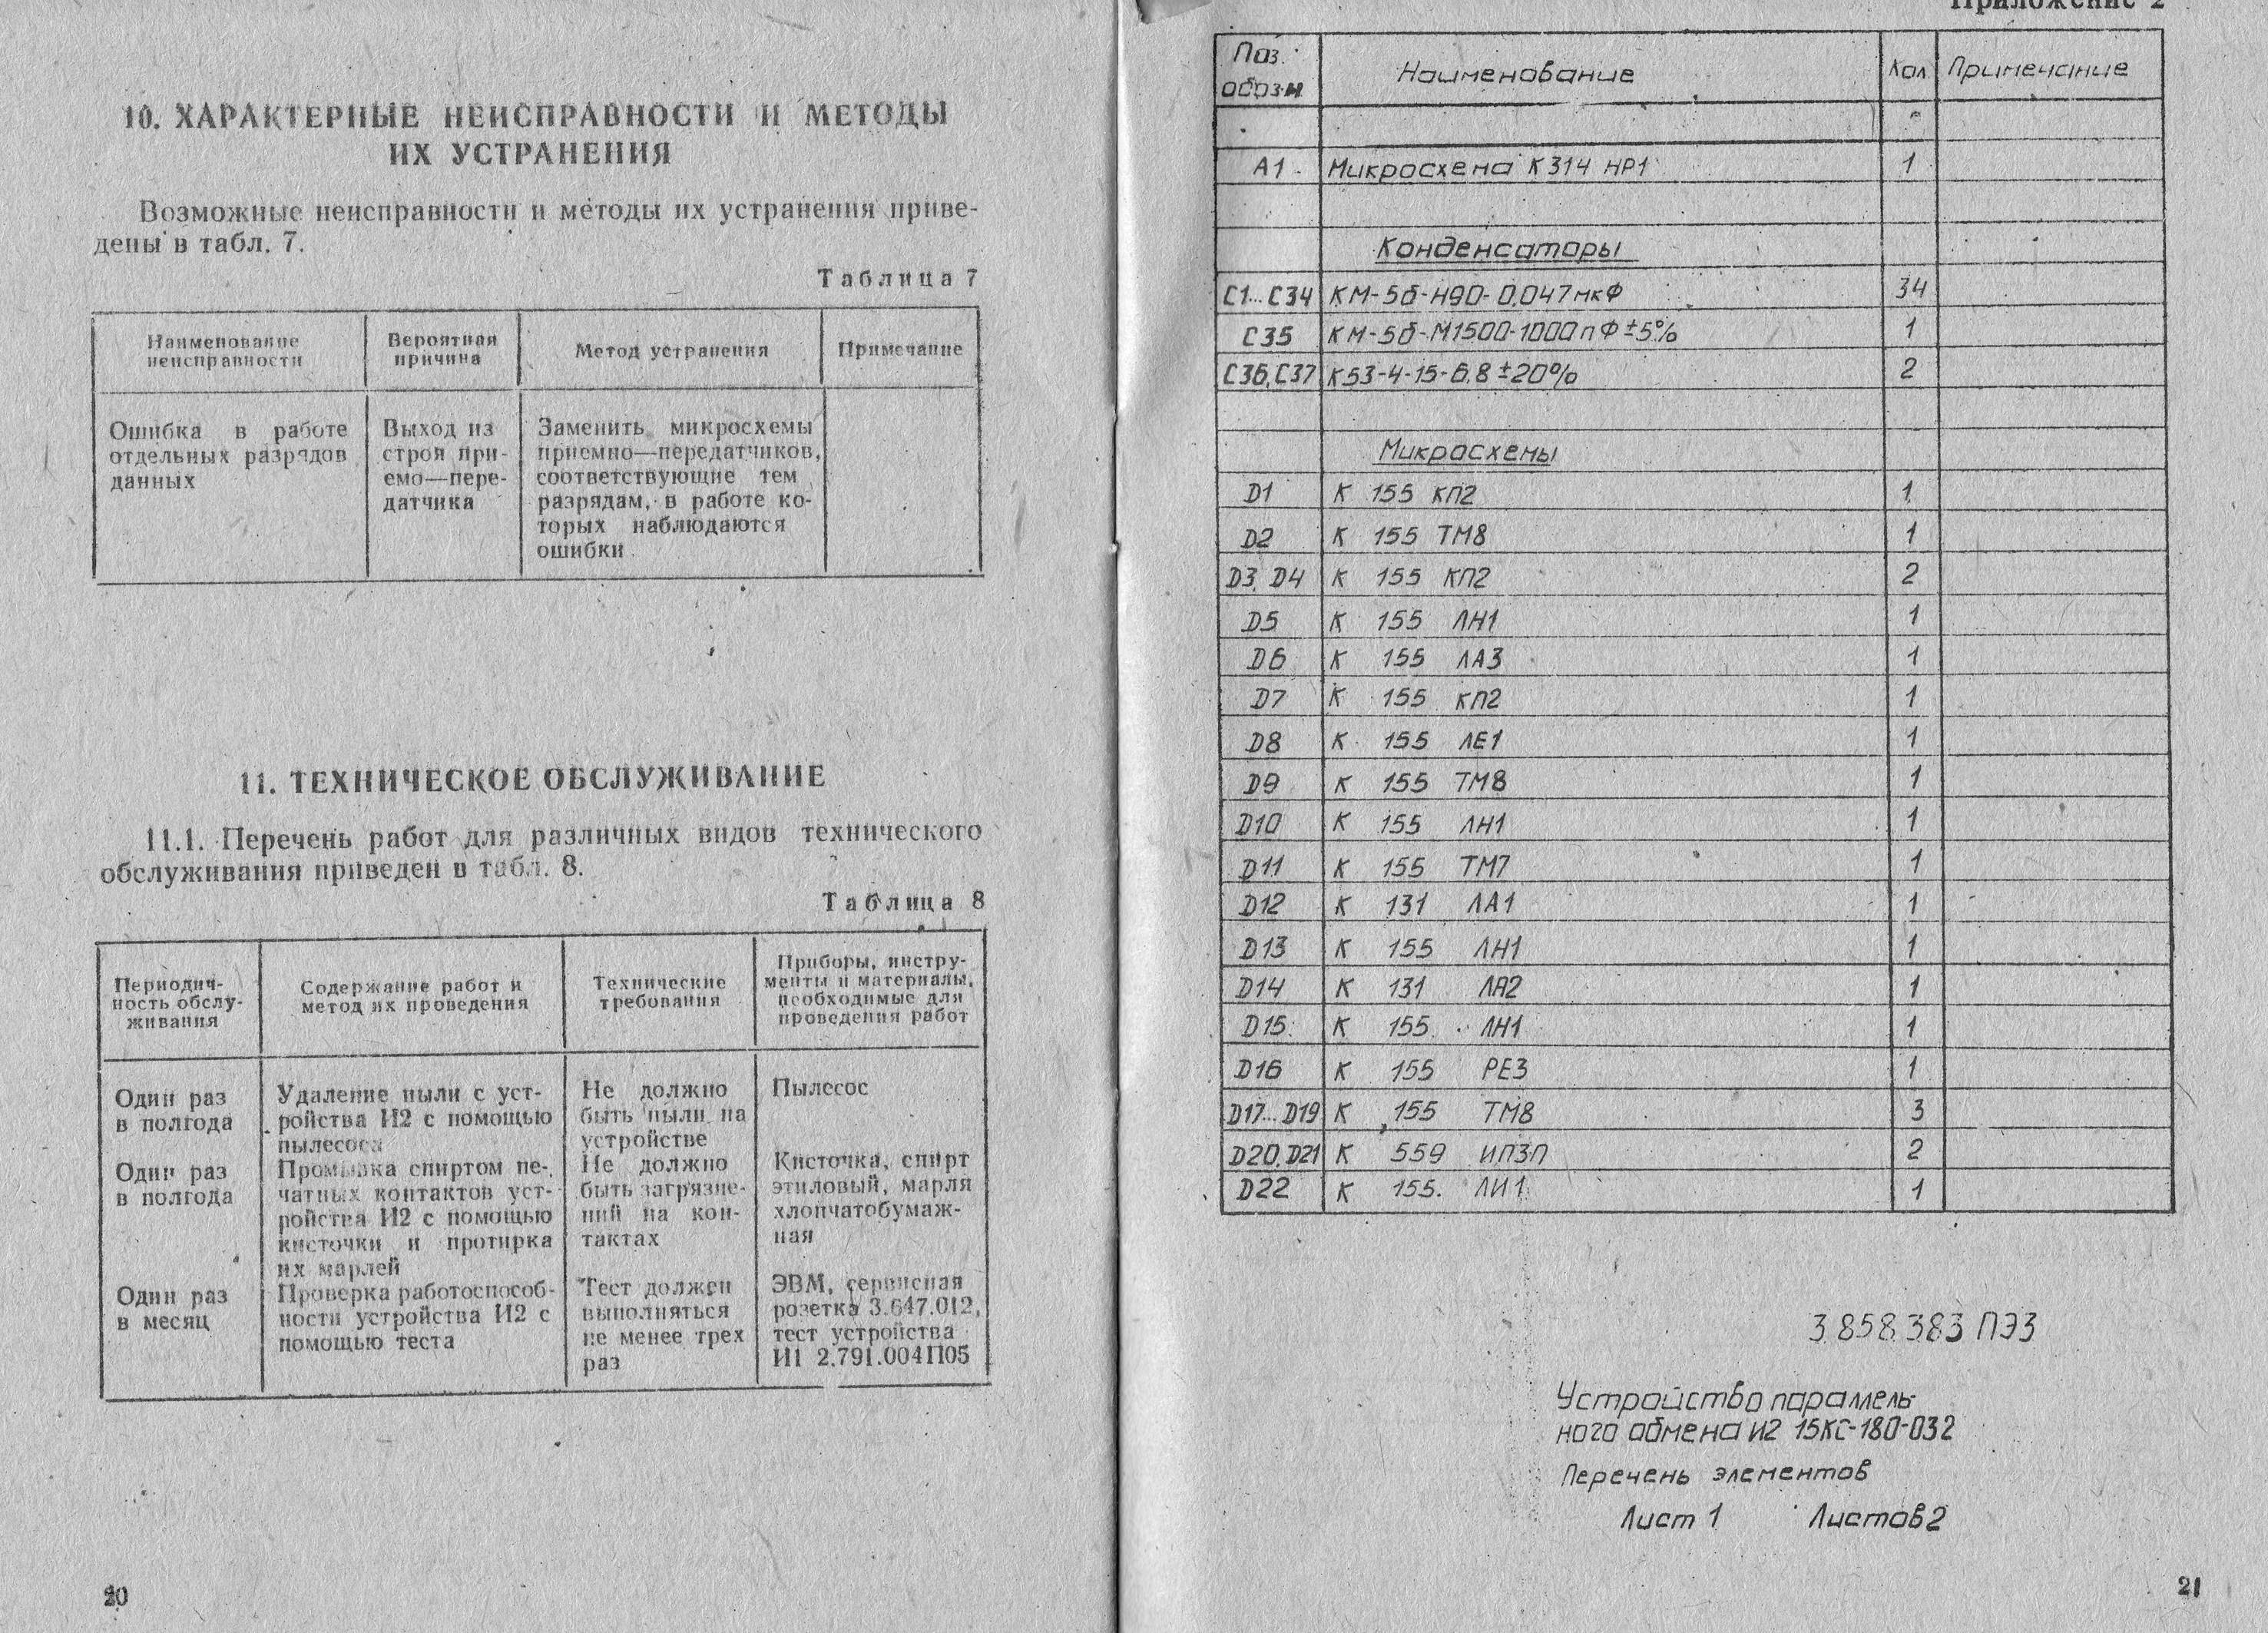 10. ХАРАКТЕРНЫЕ НЕИСПРАВНОСТИ И МЕТОДЫ
ИХ УСТРАНЕНИЯ
Возможные неисправности и методы их устранения приве-
дены в табл. 7.
Таблица 7
Наименование
неисправности
Вероятная
причина
Метод устранения
Примечание
Ошибка в работе
отдельных разрядов
данных
Выход из
строя при-
емо—пере-
датчика
Заменить микросхемы
приемно—передатчиков,
соответствующие тем
разрядам, в работе ко-
торых наблюдаются
ошибки
11. ТЕХНИЧЕСКОЕ ОБСЛУЖИВАНИЕ
11.1. Перечень работ для различных видов технического
обслуживания приведен в табл. 8.
Таблица 8
Периодич-
ность обслу-
живания
Содержание работ и
метод их проведения
Технические
требования
Приборы, инстру-
менты и материалы,
необходимые для
проведения работ
Один раз
в полгода
Удаление пыли с уст-
ройства И2 с помощью
пылесоса
Не должно
быть пыли на
устройстве
Пылесос
Один раз
в полгода
Промывка спиртом пе-
чатных контактов уст-
ройства И2 с помощью
кисточки и протирка
их марлей
Не должно
быть загрязне-
ний на кон-
тактах
Кисточка, спирт
этиловый, марля
хлопчатобумаж-
ная
Один раз
в месяц
Проверка работоспособ-
ности устройства И2 с
помощью теста
Тест должен
выполняться
не менее трех
раз
ЭВМ, сервисная
розетка 3.647.012,
тест устройства
И1 2.791.004П05
20
Приложение 2
Поз. обозн. Наименование Кол. Примечание
А1 Микросхема К314 НР1 1
Конденсаторы
С1...С34 КМ-5б-Н90-0,047мкФ 34
С35 КМ-5б-М1500-1000пФ±5% 1
С36,С37 К53-4-15-6,8±20% 2
Микросхемы
D1 К 155 КП2 1
D2 К 155 ТМ8 1
D3, D4 К 155 КП2 2
D5 К 155 ЛН1 1
D6 К 155 ЛА3 1
D7 К 155 КП2 1
D8 К 155 ЛЕ1 1
D9 К 155 ТМ8 1
D10 К 155 ЛН1 1
D11 К 155 ТМ7 1
D12 К 131 ЛА1 1
D13 К 155 ЛН1 1
D14 К 131 ЛА2 1
D15 К 155 ЛН1 1
D16 К 155 РЕ3 1
D17...D19 К 155 ТМ8 3
D20, D21 К 559 ИП3П 2
D22 К 155 ЛИ1 1
3.858.383 ПЭ3
Устройство параллель-
ного обмена И2 15КС-180-032
Перечень элементов
Лист 1 Листов 2
21